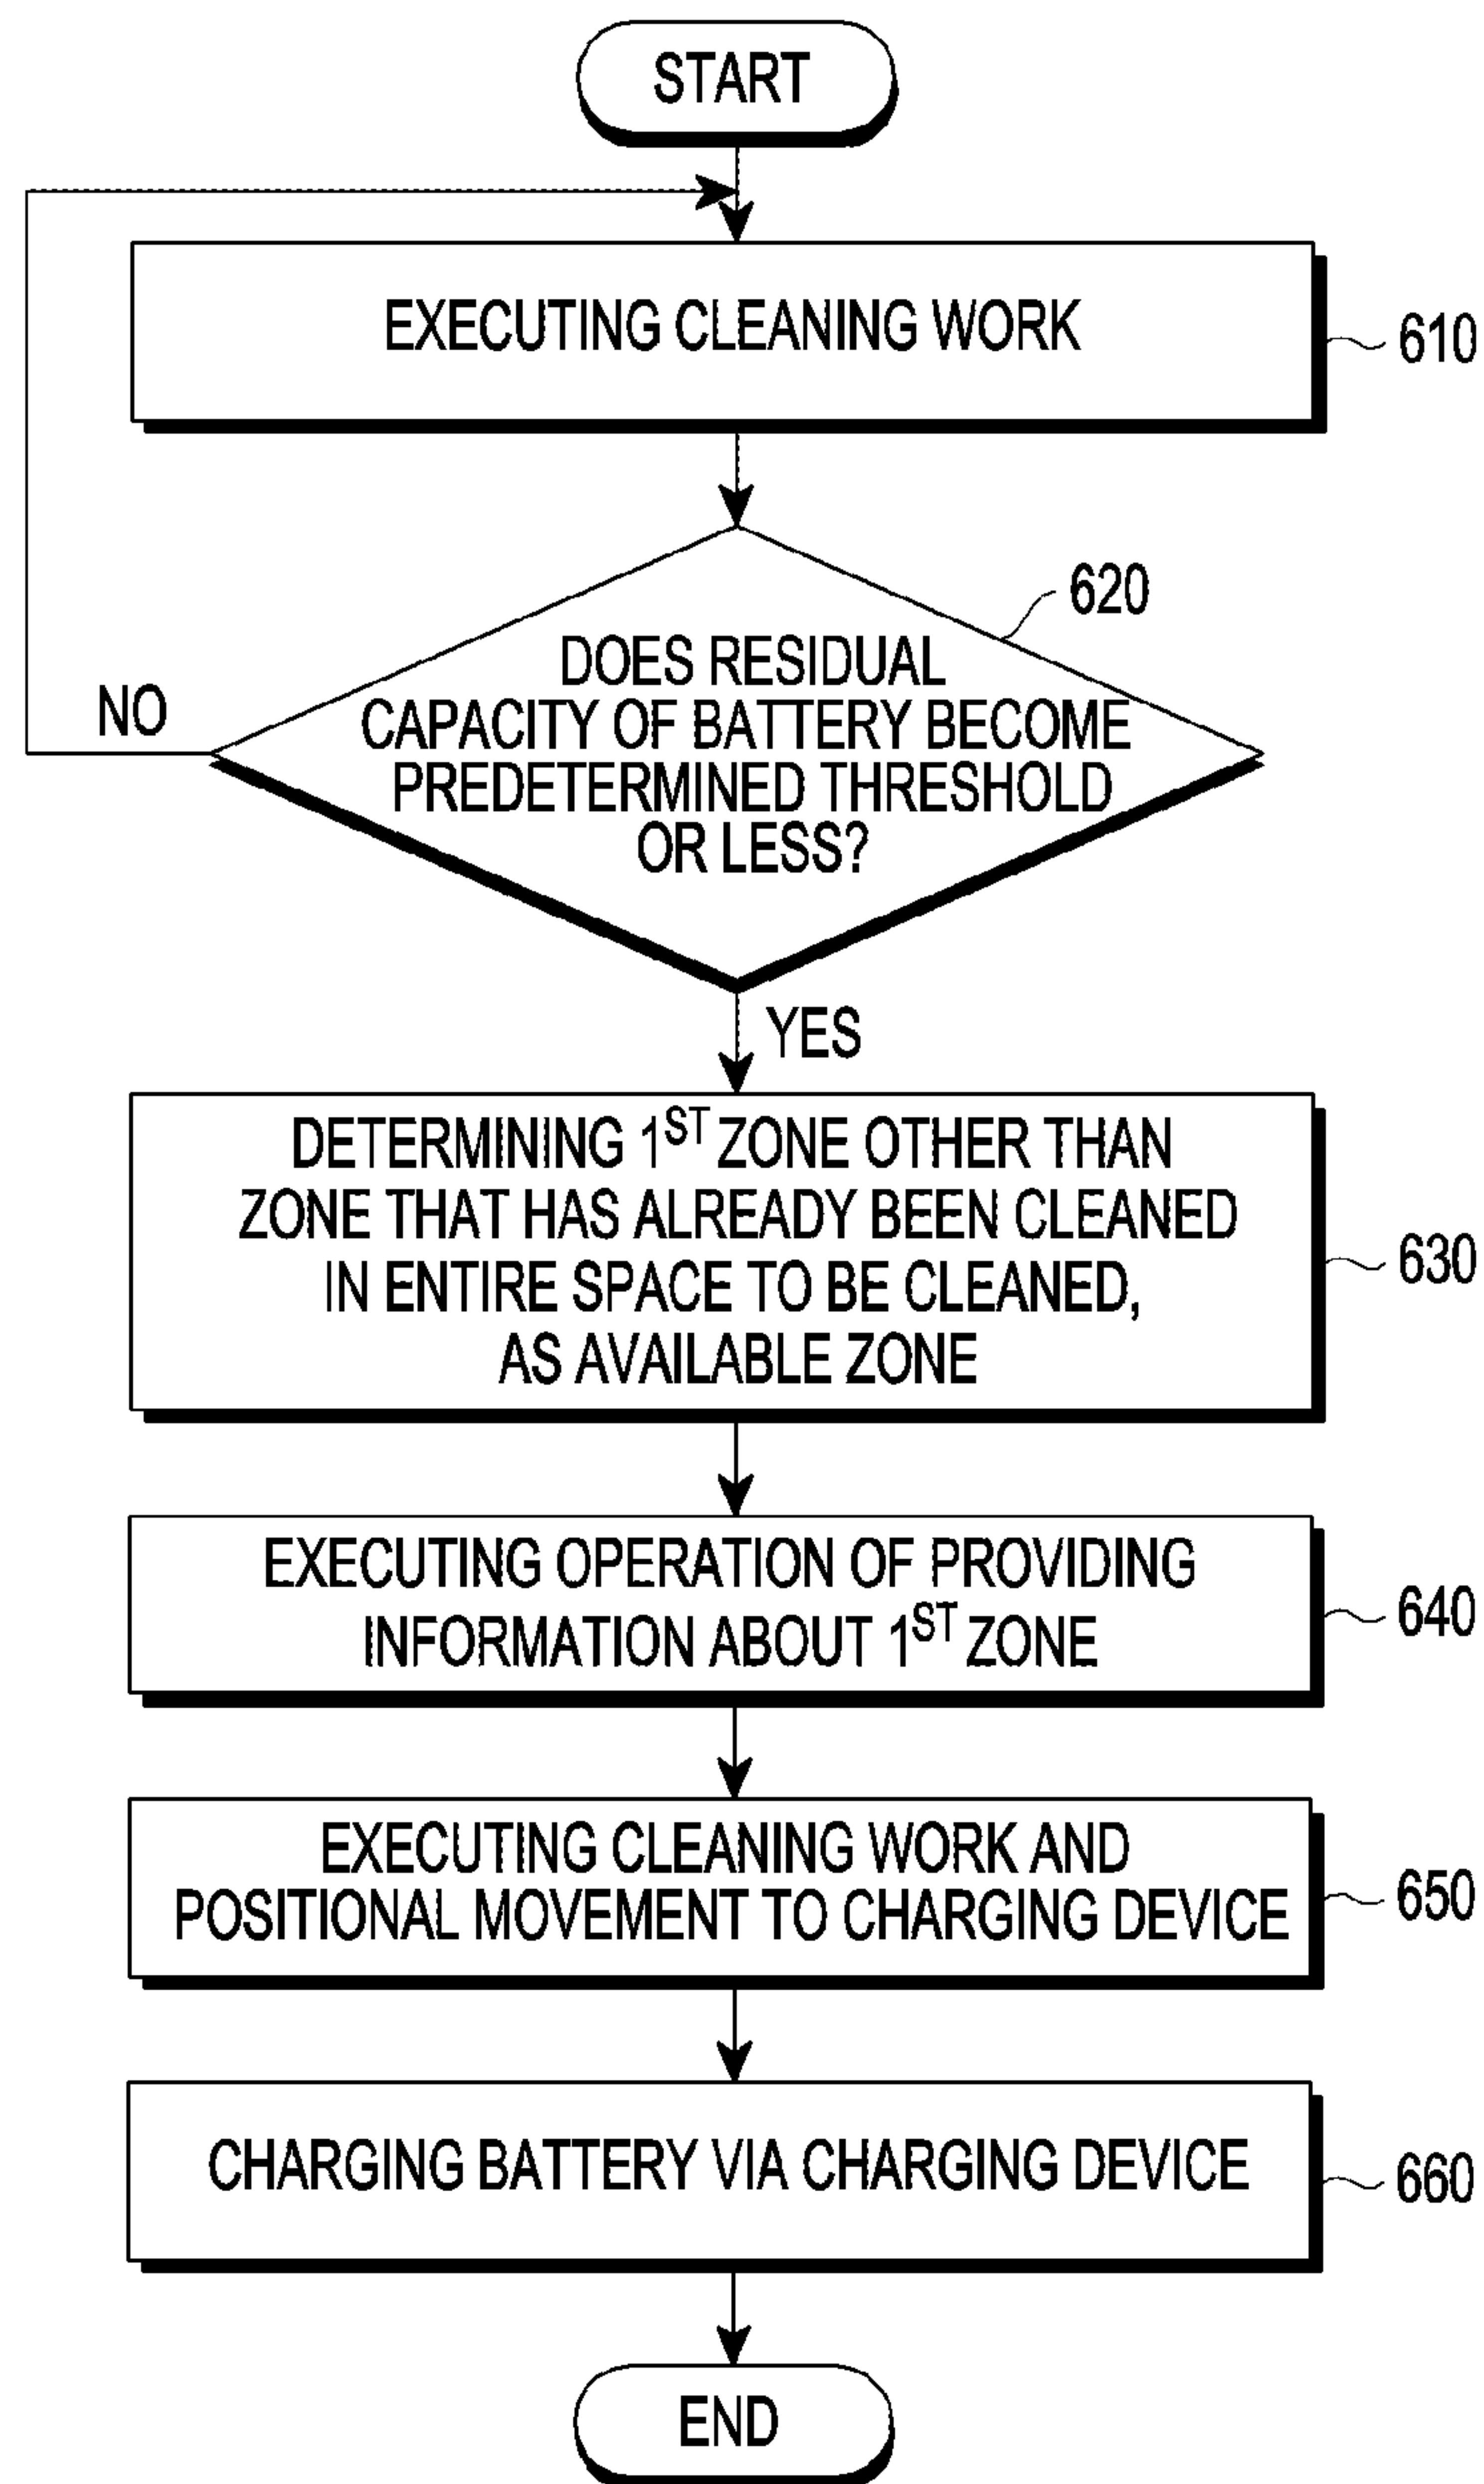 START
EXECUTING CLEANING WORK
610
620
DOES RESIDUAL
CAPACITY OF BATTERY BECOME
PREDETERMINED THRESHOLD
OR LESS?
NO
YES
DETERMINING 1ST ZONE OTHER THAN
ZONE THAT HAS ALREADY BEEN CLEANED
IN ENTIRE SPACE TO BE CLEANED,
AS AVAILABLE ZONE
630
EXECUTING OPERATION OF PROVIDING
INFORMATION ABOUT 1ST ZONE
640
EXECUTING CLEANING WORK AND
POSITIONAL MOVEMENT TO CHARGING DEVICE
650
CHARGING BATTERY VIA CHARGING DEVICE
660
END